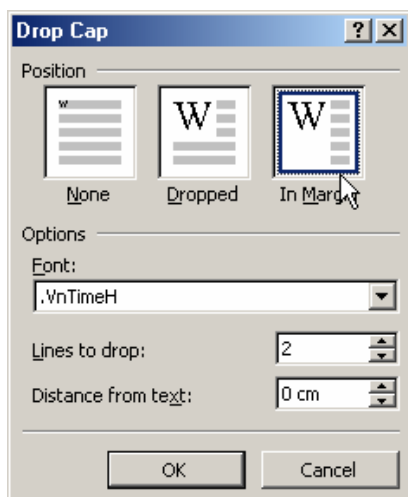 Drop Cap
Position
W W W
None Dropped In Margin
Options
Font:
.VnTimeH
Lines to drop: 2
Distance from text: 0 cm
OK Cancel